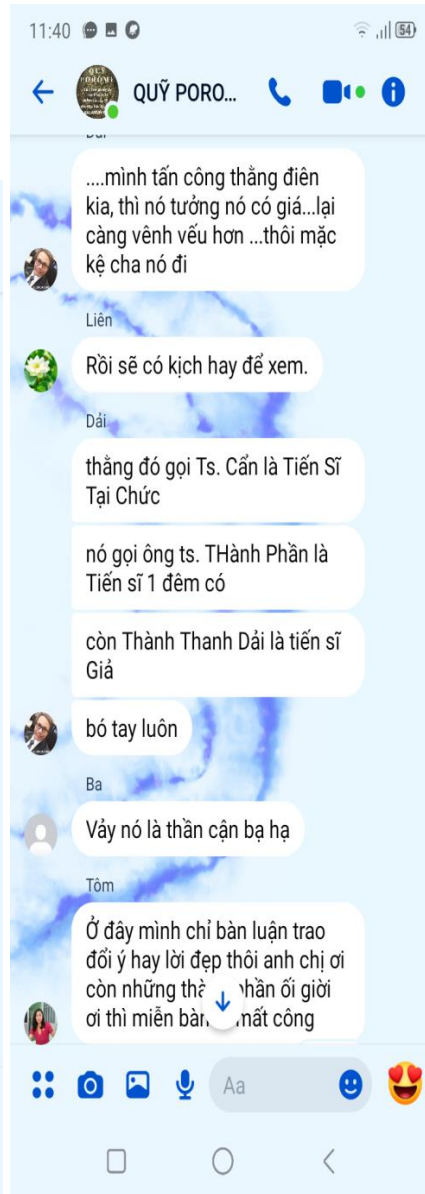 11:40
54
QUỸ PORO...
....mình tấn công thằng điên
kia, thì nó tưởng nó có giá...lại
càng vênh vếu hơn ...thôi mặc
kệ cha nó đi
Liên
Rồi sẽ có kịch hay để xem.
Dải
thằng đó gọi Ts. Cẩn là Tiến Sĩ
Tại Chức
nó gọi ông ts. THành Phần là
Tiến sĩ 1 đêm có
còn Thành Thanh Dải là tiến sĩ
Giả
bó tay luôn
Ba
Vảy nó là thần cận bạ hạ
Tôm
Ở đây mình chỉ bàn luận trao
đổi ý hay lời đẹp thôi anh chị ơi
còn những ối giời
ơi thì miễn mất công
Aa